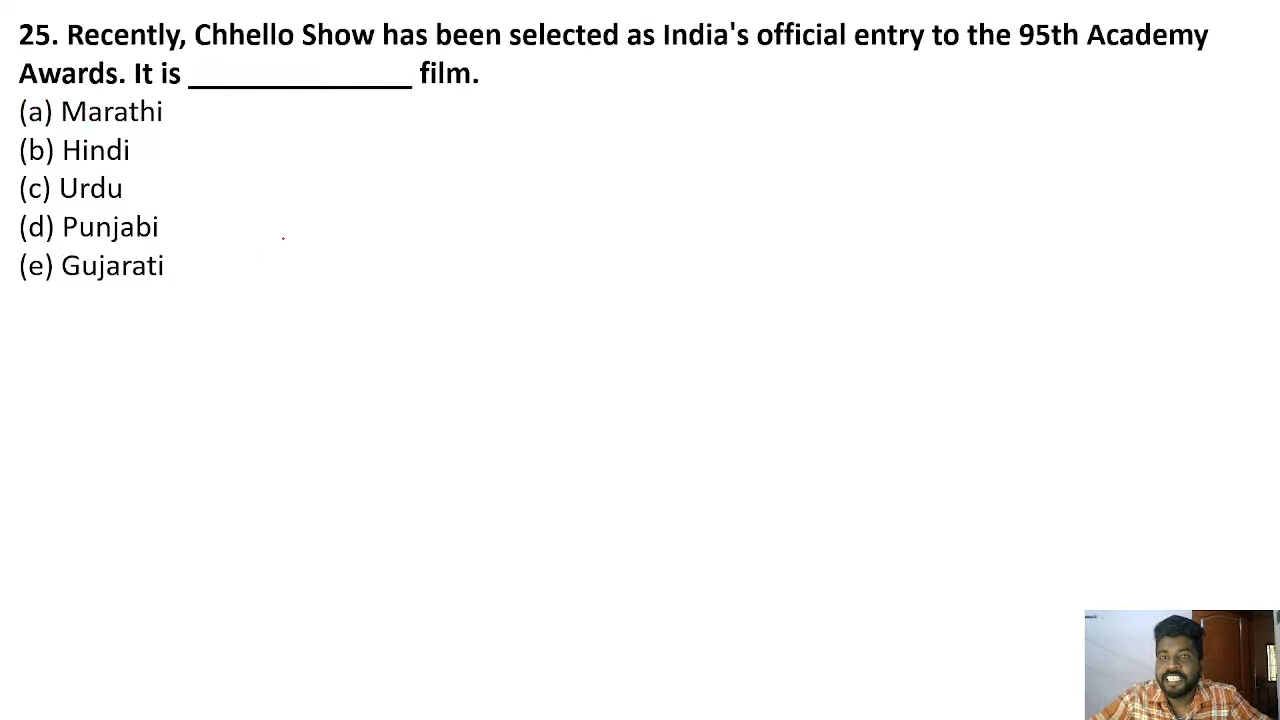 25. Recently, Chhello Show has been selected as India's official entry to the 95th Academy
Awards. It is ______________ film.
(a) Marathi
(b) Hindi
(c) Urdu
(d) Punjabi
(e) Gujarati